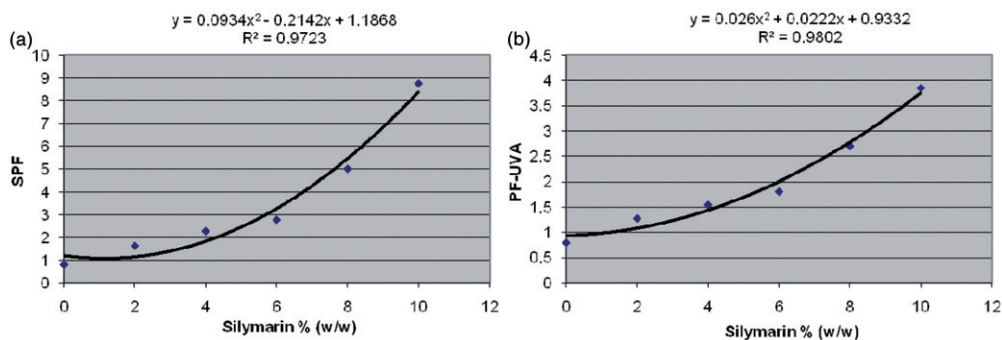 (a)
y = 0.0934x² - 0.2142x + 1.1868
R² = 0.9723
10
9
8
7
6
5
4
3
2
1
0
SPF
0 2 4 6 8 10 12
Silymarin % (w/w)
(b)
y = 0.026x² + 0.0222x + 0.9332
R² = 0.9802
4.5
4
3.5
3
2.5
2
1.5
1
0.5
0
PF-UVA
0 2 4 6 8 10 12
Silymarin % (w/w)